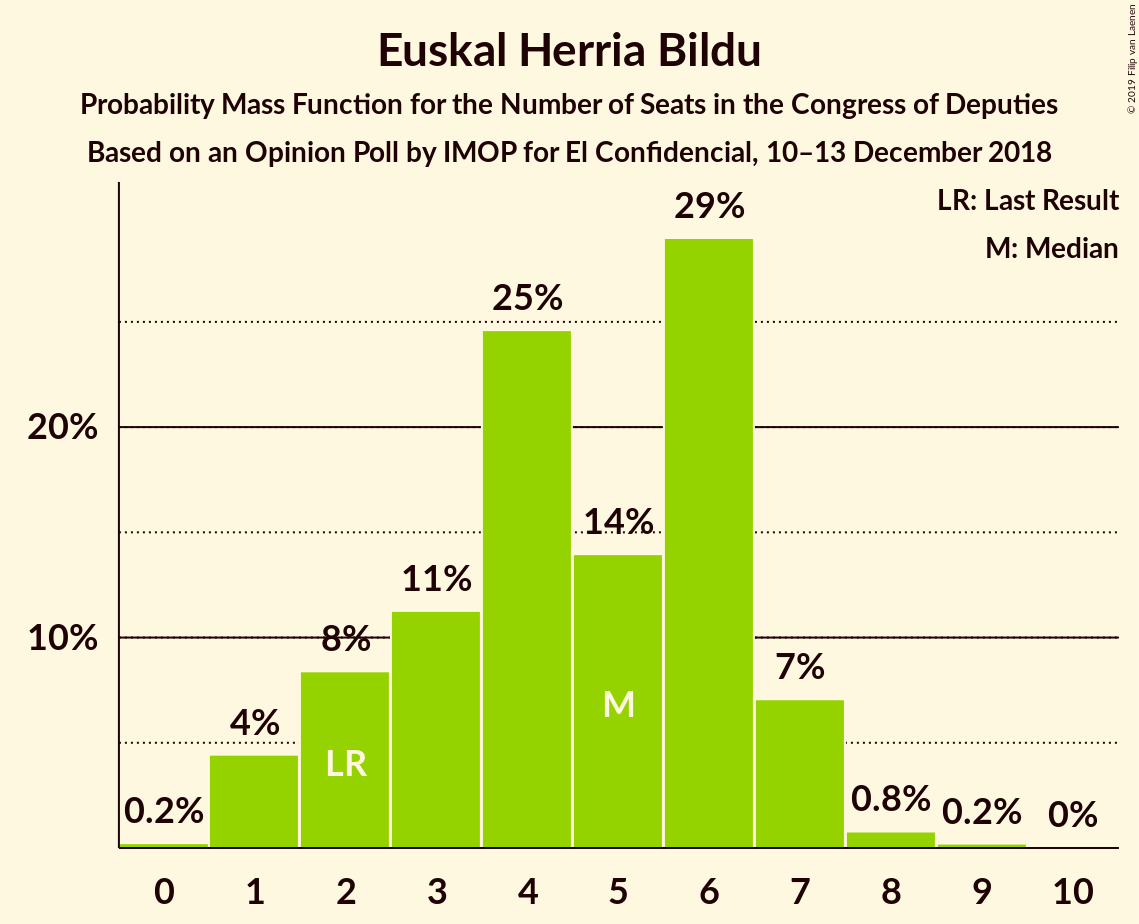 Euskal Herria Bildu
Probability Mass Function for the Number of Seats in the Congress of Deputies
Based on an Opinion Poll by IMOP for El Confidencial, 10–13 December 2018
© 2019 Filip van Laenen
LR: Last Result
M: Median
29%
25%
20%
14%
11%
10%
8%
7%
M
4%
LR
0.2%
0.8%
0.2%
0%
0 1 2 3 4 5 6 7 8 9 10